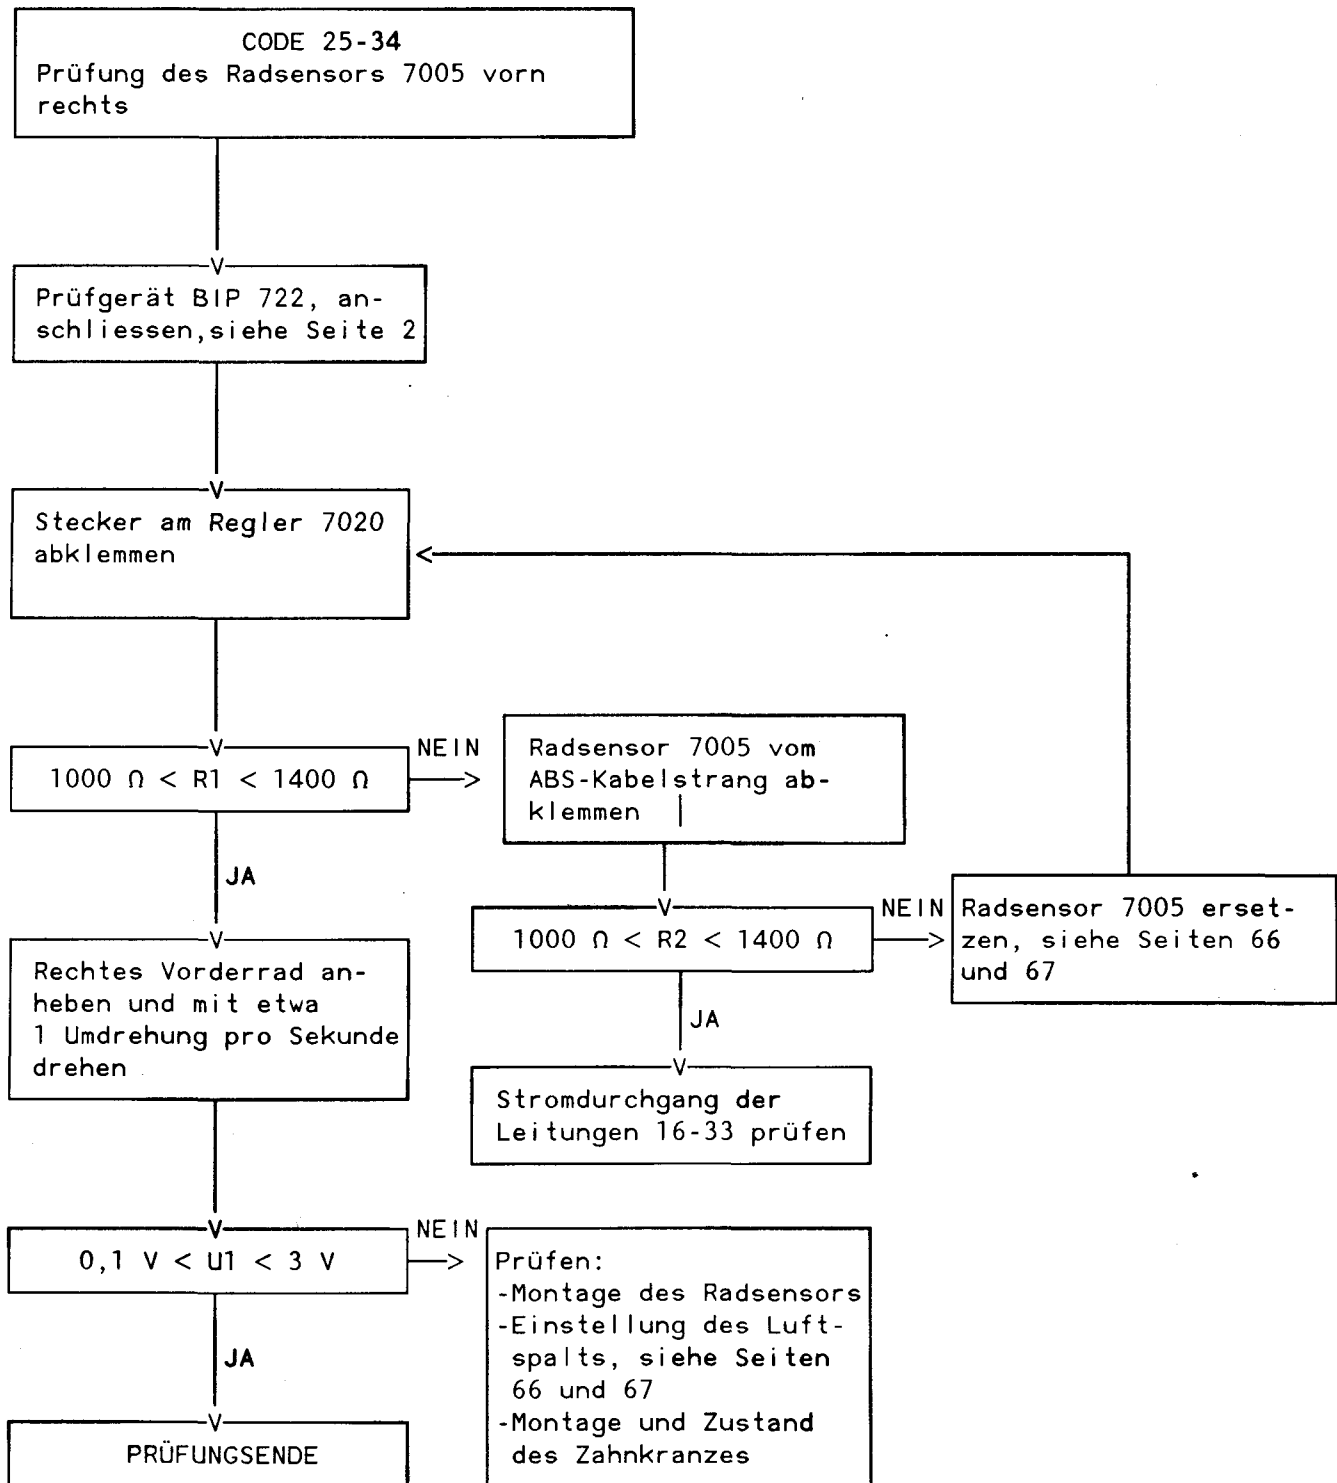 CODE 25-34
Prüfung des Radsensors 7005 vorn
rechts
Prüfgerät BIP 722, an-
schliessen,siehe Seite 2
Stecker am Regler 7020
abklemmen
1000 Ω < R1 < 1400 Ω
NEIN
Radsensor 7005 vom
ABS-Kabelstrang ab-
klemmen
JA
1000 Ω < R2 < 1400 Ω
NEIN
Radsensor 7005 erset-
zen, siehe Seiten 66
und 67
Rechtes Vorderrad an-
heben und mit etwa
1 Umdrehung pro Sekunde
drehen
JA
Stromdurchgang der
Leitungen 16-33 prüfen
0,1 V < U1 < 3 V
NEIN
Prüfen:
-Montage des Radsensors
-Einstellung des Luft-
spalts, siehe Seiten
66 und 67
-Montage und Zustand
des Zahnkranzes
JA
PRÜFUNGSENDE